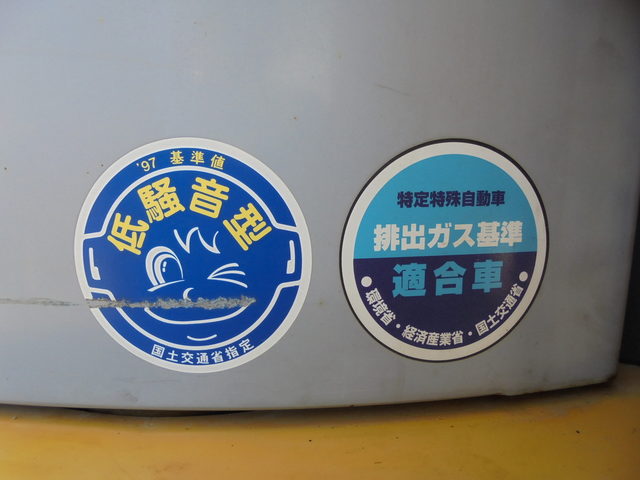 '97 基準値
低騒音型
国土交通省指定
特定特殊自動車
排出ガス基準
適合車
・環境省・経済産業省・国土交通省・